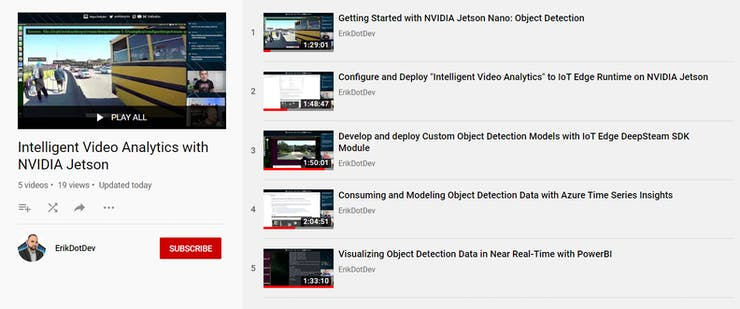 PLAY ALL
Intelligent Video Analytics with
NVIDIA Jetson
5 videos • 19 views • Updated today
ErikDotDev
SUBSCRIBE
1
1:29:01
Getting Started with NVIDIA Jetson Nano: Object Detection
ErikDotDev
2
1:48:47
Configure and Deploy "Intelligent Video Analytics" to IoT Edge Runtime on NVIDIA Jetson
ErikDotDev
3
1:50:01
Develop and deploy Custom Object Detection Models with IoT Edge DeepSteam SDK
Module
ErikDotDev
4
2:04:51
Consuming and Modeling Object Detection Data with Azure Time Series Insights
ErikDotDev
5
1:33:10
Visualizing Object Detection Data in Near Real-Time with PowerBI
ErikDotDev